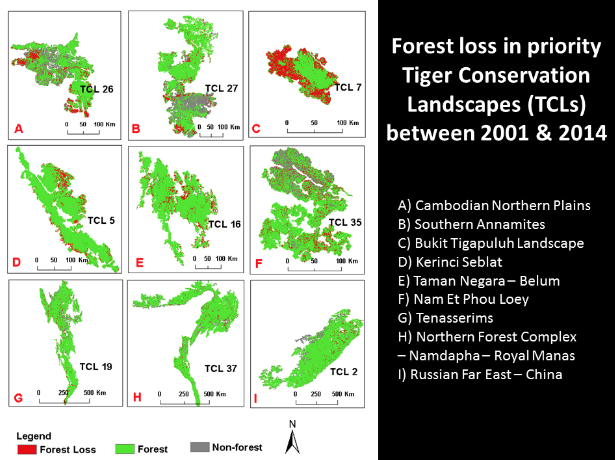 Forest loss in priority
Tiger Conservation
Landscapes (TCLs)
between 2001 & 2014
TCL 26
A
0 50 100 Km
TCL 27
B
0 50 100 Km
TCL 7
C
0 50 100 Km
TCL 5
D
0 100 200 Km
TCL 16
E
0 50 100 Km
TCL 35
F
0 50 100 Km
TCL 19
G
0 250 500 Km
TCL 37
H
0 250 500 Km
TCL 2
I
0 250 500 Km
A) Cambodian Northern Plains
B) Southern Annamites
C) Bukit Tigapuluh Landscape
D) Kerinci Seblat
E) Taman Negara – Belum
F) Nam Et Phou Loey
G) Tenasserims
H) Northern Forest Complex
– Namdapha – Royal Manas
I) Russian Far East – China
N
Legend
Forest Loss Forest Non-forest